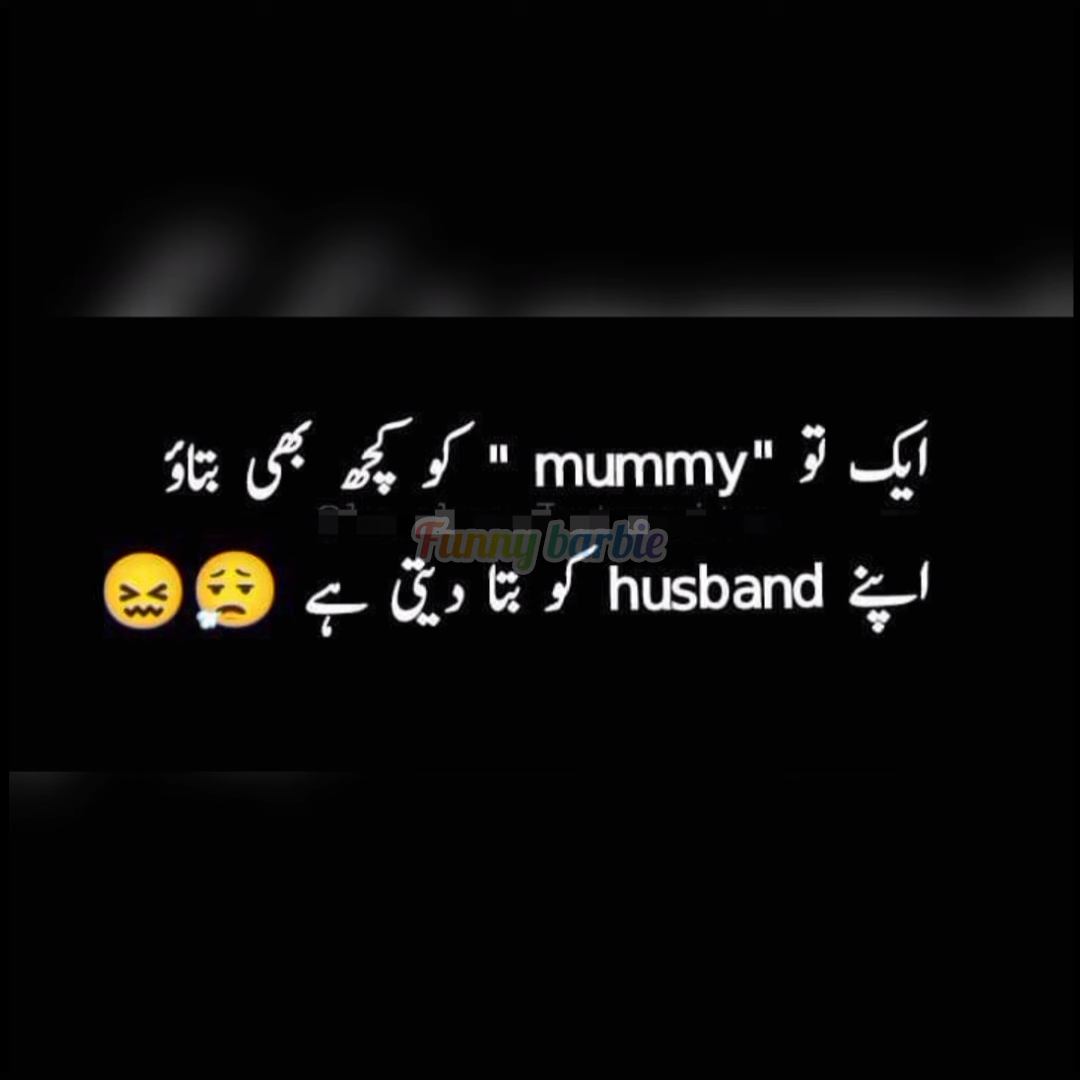 ایک تو "mummy " کو کچھ بھی بتاؤ
Funny barbie
اپنے husband کو بتا دیتی ہے 😮‍💨😖